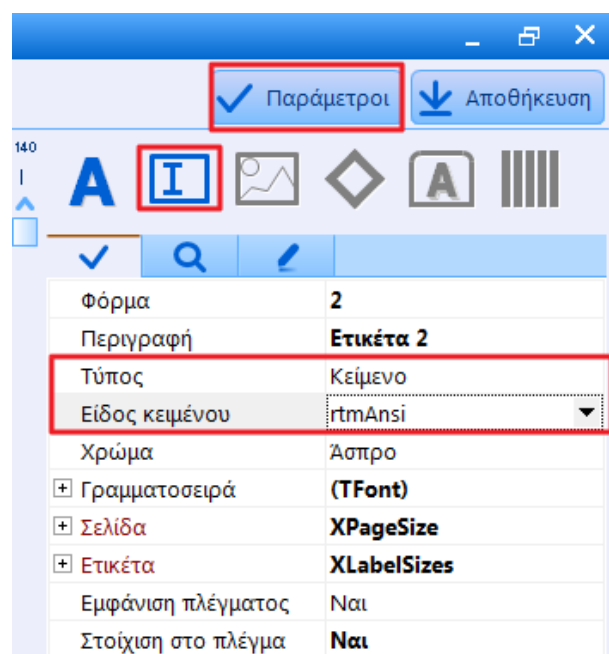 Παράμετροι Αποθήκευση
140
A I A
Φόρμα 2
Περιγραφή Ετικέτα 2
Τύπος Κείμενο
Είδος κειμένου rtmAnsi
Χρώμα Άσπρο
Γραμματοσειρά (TFont)
Σελίδα XPageSize
Ετικέτα XLabelSizes
Εμφάνιση πλέγματος Ναι
Στοίχιση στο πλέγμα Ναι